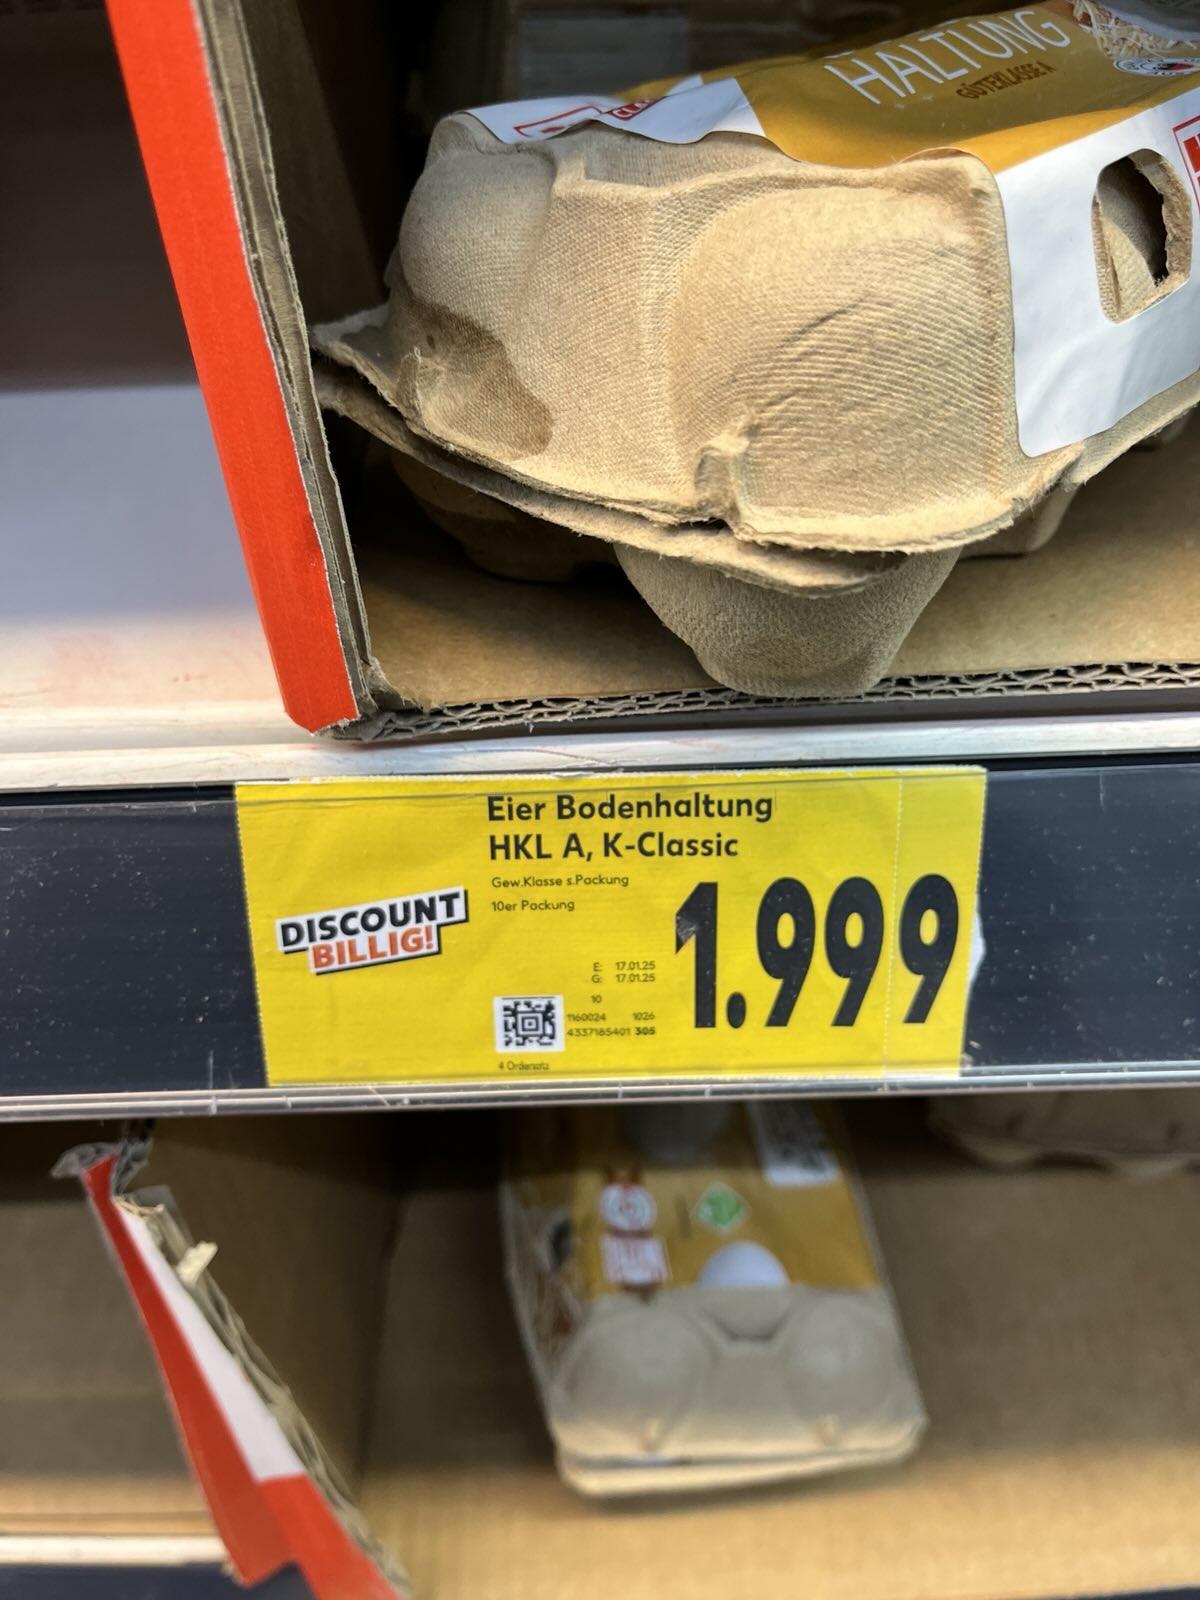 HALTUNG
GÜTEKLASSE A
Eier Bodenhaltung
HKL A, K-Classic
Gew.Klasse s.Packung
10er Packung
DISCOUNT
BILLIG!
1.999
E: 17.01.25
G: 17.01.25
10
1160024 1026
4337185401 305
4 Ordersatz